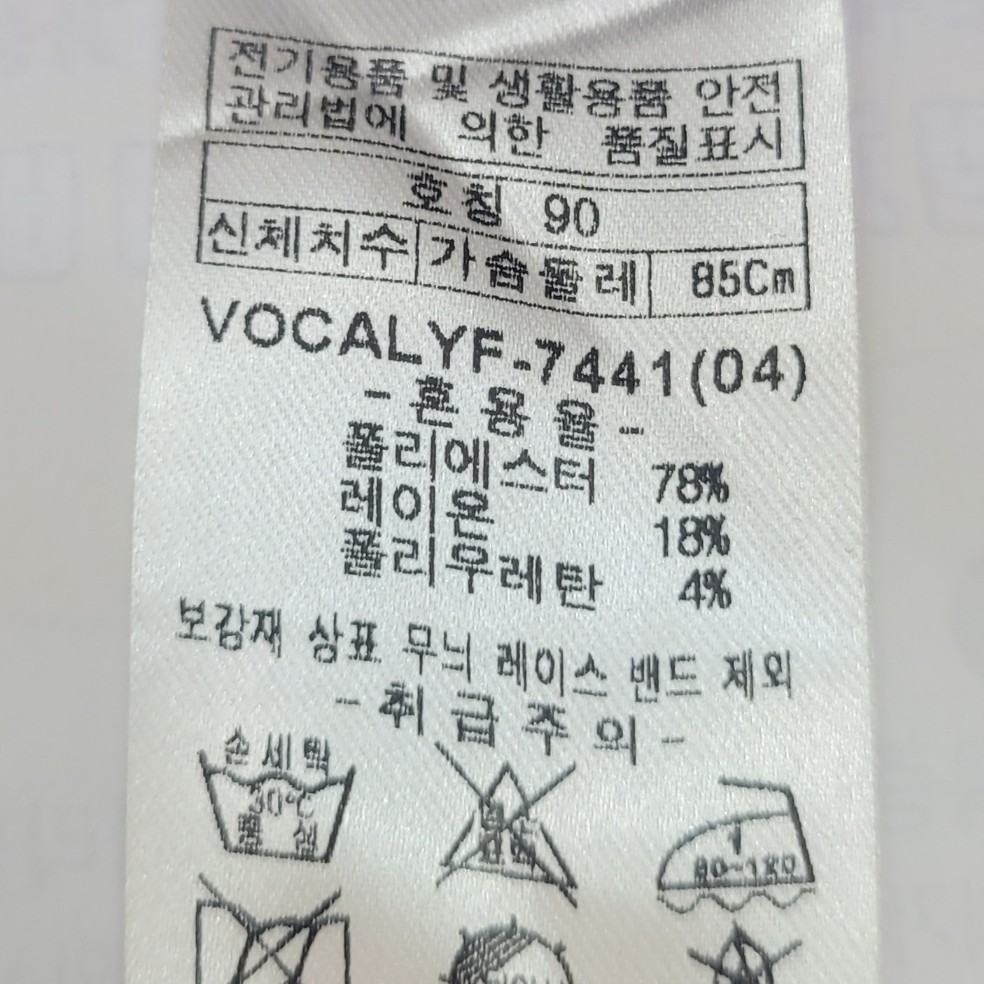 전기용품 및 생활용품 안전
관리법에 의한 품질표시
호칭 90
신체치수 가슴둘레 85Cm
VOCALYF-7441(04)
- 혼용율 -
폴리에스터 78%
레이온 18%
폴리우레탄 4%
보강재 상표 무늬 레이스 밴드 제외
- 취급주의 -
손세탁
30℃
80~180